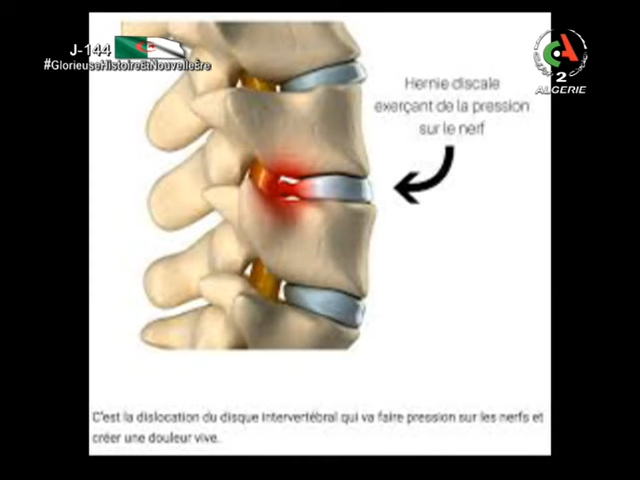 J-144
#GlorieuseHistoireEtNouvelleÈre
2
ALGERIE
Hernie discale
exerçant de la pression
sur le nerf
C'est la dislocation du disque intervertébral qui va faire pression sur les nerfs et
créer une douleur vive.